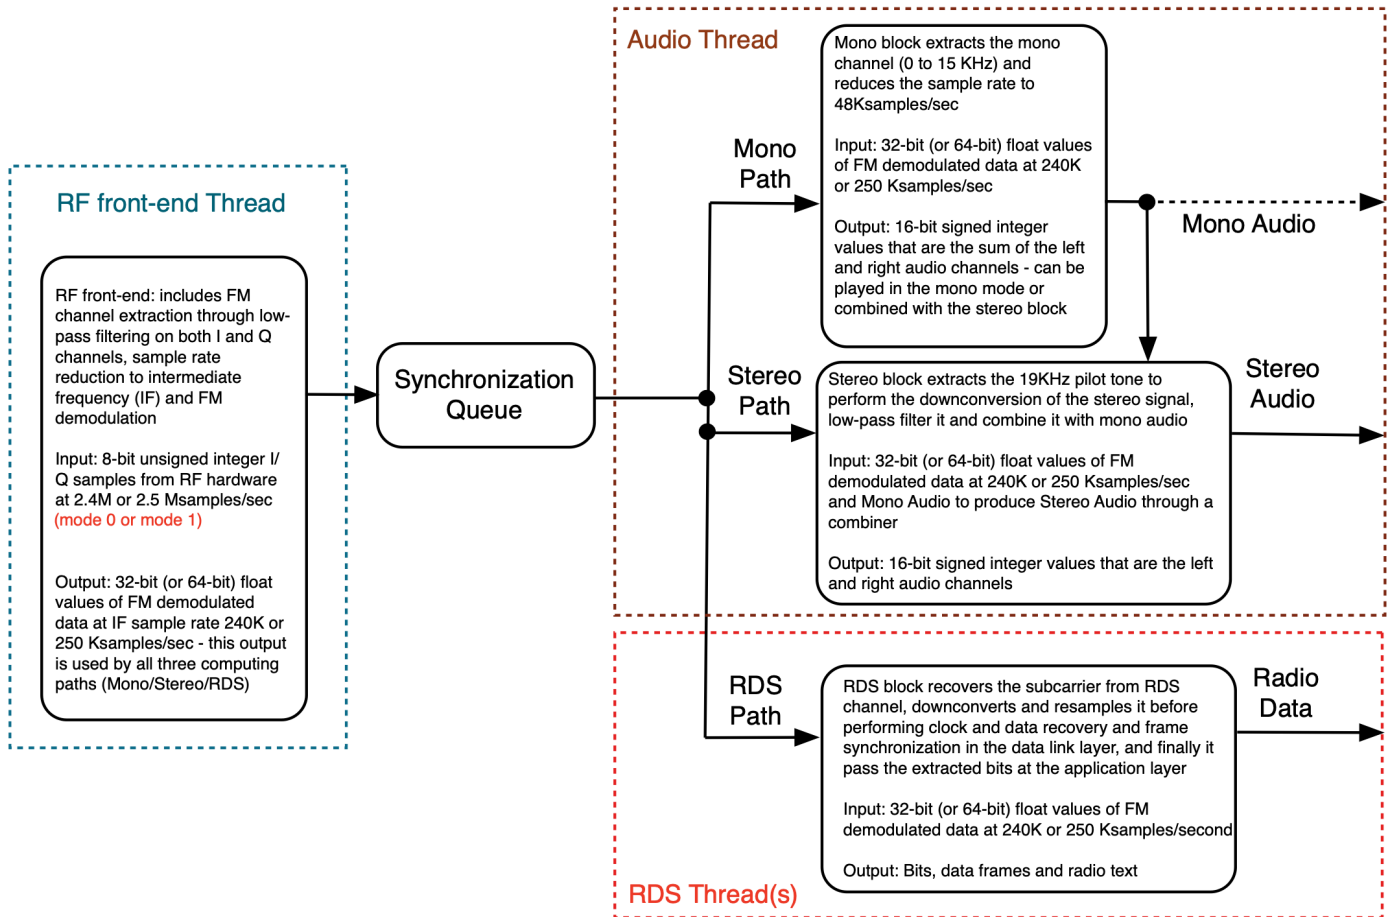 RF front-end Thread
RF front-end: includes FM
channel extraction through low-
pass filtering on both I and Q
channels, sample rate
reduction to intermediate
frequency (IF) and FM
demodulation
Input: 8-bit unsigned integer I/
Q samples from RF hardware
at 2.4M or 2.5 Msamples/sec
(mode 0 or mode 1)
Output: 32-bit (or 64-bit) float
values of FM demodulated
data at IF sample rate 240K or
250 Ksamples/sec - this output
is used by all three computing
paths (Mono/Stereo/RDS)
Synchronization
Queue
Audio Thread
Mono
Path
Mono block extracts the mono
channel (0 to 15 KHz) and
reduces the sample rate to
48Ksamples/sec
Input: 32-bit (or 64-bit) float values
of FM demodulated data at 240K
or 250 Ksamples/sec
Output: 16-bit signed integer
values that are the sum of the left
and right audio channels - can be
played in the mono mode or
combined with the stereo block
Mono Audio
Stereo
Path
Stereo block extracts the 19KHz pilot tone to
perform the downconversion of the stereo signal,
low-pass filter it and combine it with mono audio
Input: 32-bit (or 64-bit) float values of FM
demodulated data at 240K or 250 Ksamples/sec
and Mono Audio to produce Stereo Audio through a
combiner
Output: 16-bit signed integer values that are the left
and right audio channels
Stereo
Audio
RDS
Path
RDS block recovers the subcarrier from RDS
channel, downconverts and resamples it before
performing clock and data recovery and frame
synchronization in the data link layer, and finally it
pass the extracted bits at the application layer
Input: 32-bit (or 64-bit) float values of FM
demodulated data at 240K or 250 Ksamples/second
Output: Bits, data frames and radio text
Radio
Data
RDS Thread(s)